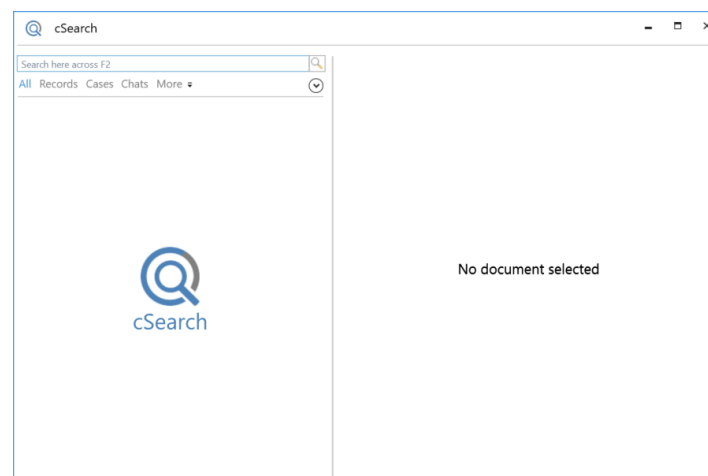 cSearch
Search here across F2
All Records Cases Chats More
cSearch
No document selected